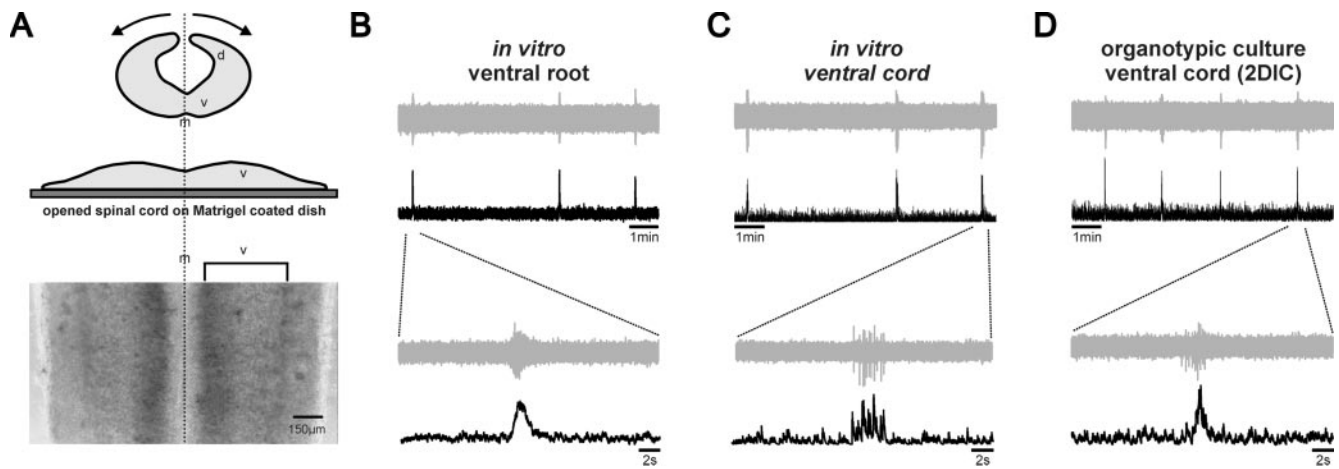 A
d
v
m
v
opened spinal cord on Matrigel coated dish
m
v
150µm
B
in vitro
ventral root
1min
2s
C
in vitro
ventral cord
1min
2s
D
organotypic culture
ventral cord (2DIC)
1min
2s